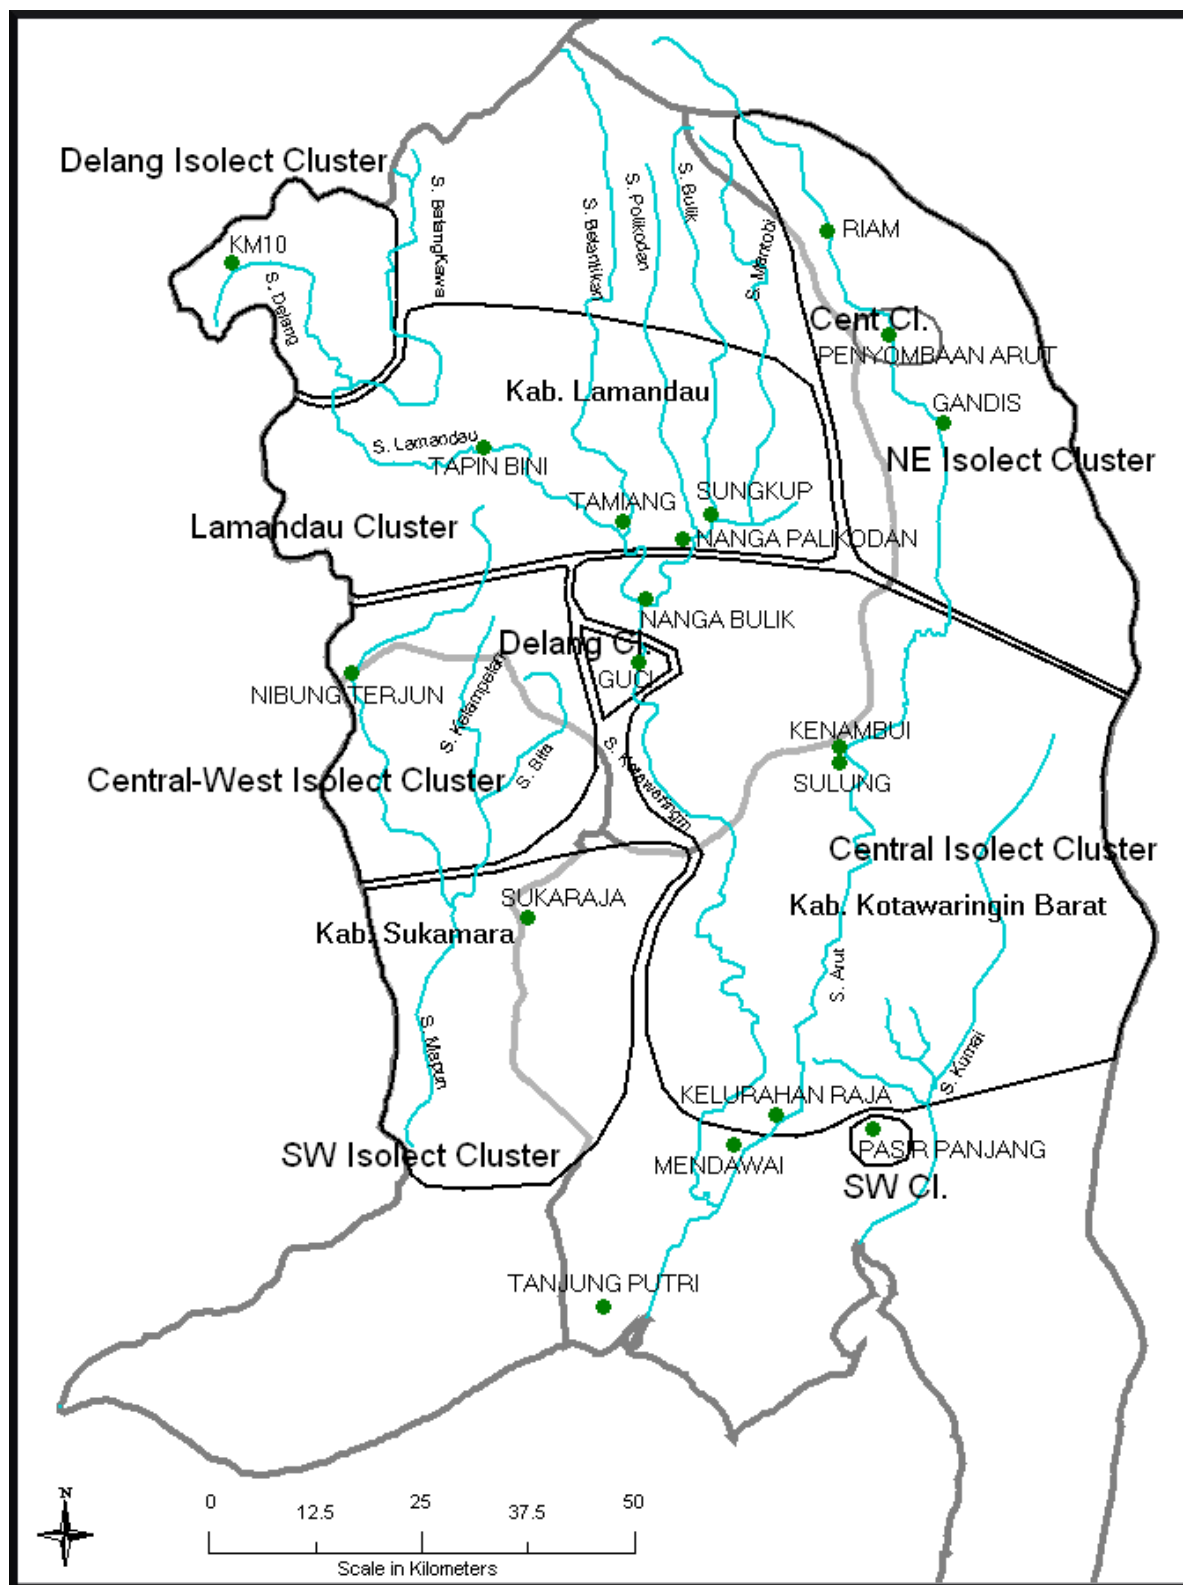 Delang Isolect Cluster
KM10
S. Delang
S. BatangKawa
S. Belantikan
S. Polikodan
S. Bulik
S. Mentobi
RIAM
Cent Cl.
PENYOMBAAN ARUT
Kab. Lamandau
GANDIS
NE Isolect Cluster
S. Lamandau
TAPIN BINI
SUNGKUP
TAMIANG
Lamandau Cluster
NANGA PALIKODAN
NANGA BULIK
Delang Cl.
GUCI
NIBUNG TERJUN
S. Kelampetan
S. Bila
S. Kotawaringin
KENAMBUI
SULUNG
Central-West Isolect Cluster
Central Isolect Cluster
SUKARAJA
Kab. Kotawaringin Barat
Kab. Sukamara
S. Arut
S. Mapun
S. Kumai
KELURAHAN RAJA
SW Isolect Cluster
MENDAWAI
PASIR PANJANG
SW Cl.
TANJUNG PUTRI
N
0
12.5
25
37.5
50
Scale in Kilometers